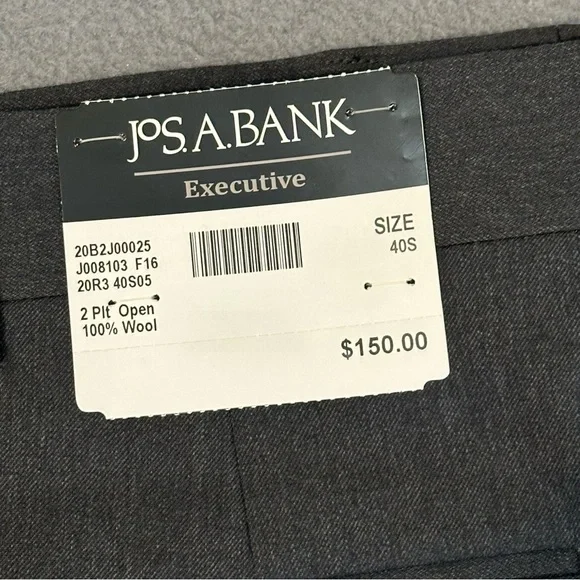 JOS. A. BANK
Executive
20B2J00025
J008103 F16
20R3 40S05
2 Plt Open
100% Wool
SIZE
40S
$150.00